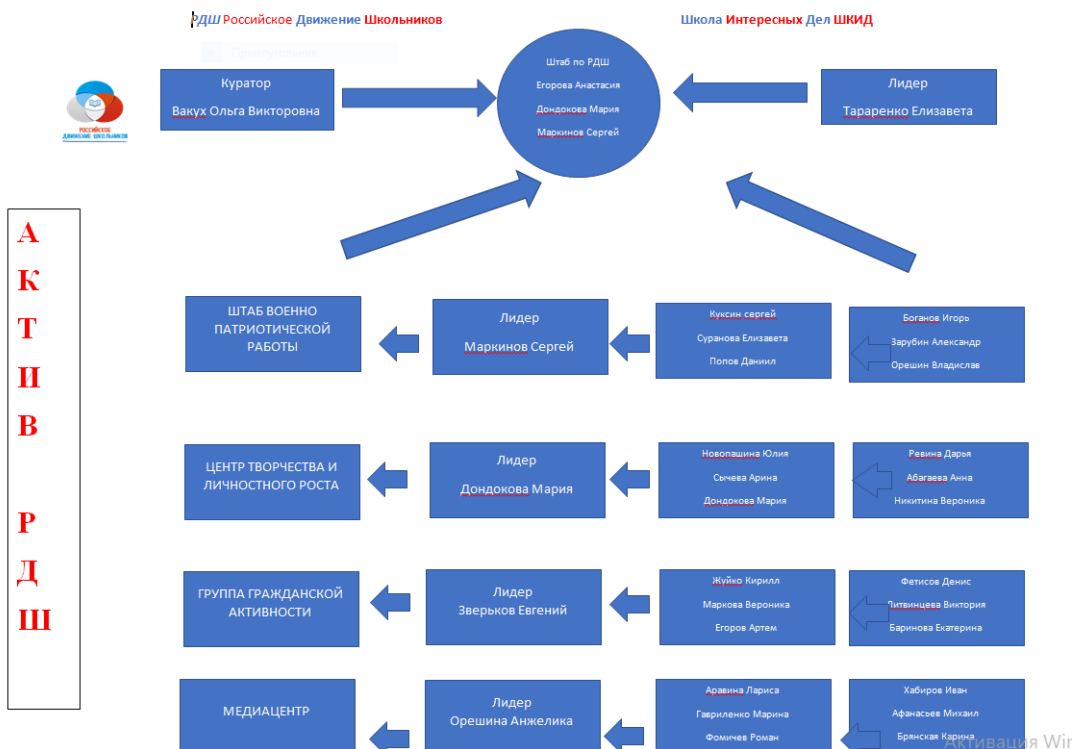 РДШ Российское Движение Школьников
Школа Интересных Дел ШКИД
Прямоугольник
Куратор
Вакух Ольга Викторовна
Штаб по РДШ
Егорова Анастасия
Дондокова Мария
Маркинов Сергей
Лидер
Тараренко Елизавета
РОССИЙСКОЕ
ДВИЖЕНИЕ ШКОЛЬНИКОВ
А
К
Т
И
В
Р
Д
Ш
ШТАБ ВОЕННО
ПАТРИОТИЧЕСКОЙ
РАБОТЫ
Лидер
Маркинов Сергей
Куксин сергей
Суранова Елизавета
Попов Даниил
Боганов Игорь
Зарубин Александр
Орешин Владислав
ЦЕНТР ТВОРЧЕСТВА И
ЛИЧНОСТНОГО РОСТА
Лидер
Дондокова Мария
Новопашина Юлия
Сычева Арина
Дондокова Мария
Ревина Дарья
Абагаева Анна
Никитина Вероника
ГРУППА ГРАЖДАНСКОЙ
АКТИВНОСТИ
Лидер
Зверьков Евгений
Жуйко Кирилл
Маркова Вероника
Егоров Артем
Фетисов Денис
Литвинцева Виктория
Баринова Екатерина
МЕДИАЦЕНТР
Лидер
Орешина Анжелика
Аравина Лариса
Гавриленко Марина
Фомичев Роман
Хабиров Иван
Афанасьев Михаил
Брянская Карина
Активация Win